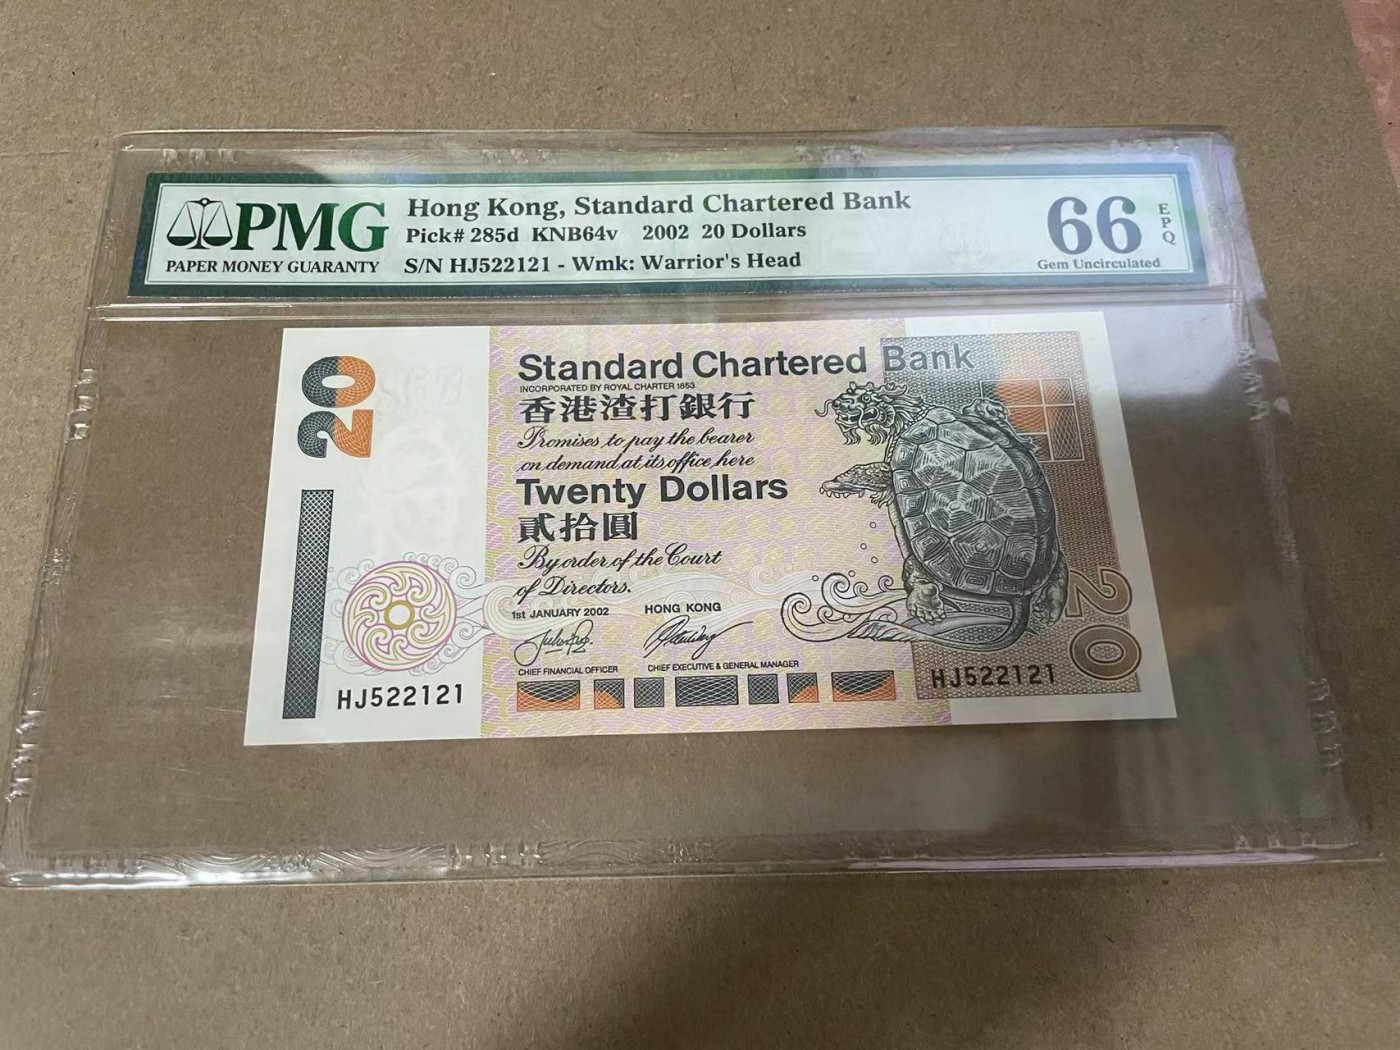 PMG
PAPER MONEY GUARANTY
Hong Kong, Standard Chartered Bank
Pick# 285d KNB64v 2002 20 Dollars
S/N HJ522121 - Wmk: Warrior's Head
66
EPQ
Gem Uncirculated
20
Standard Chartered Bank
INCORPORATED BY ROYAL CHARTER 1853
香港渣打銀行
Promises to pay the bearer
on demand at its office here
Twenty Dollars
貳拾圓
By order of the Court
of Directors.
1st JANUARY 2002 HONG KONG
CHIEF FINANCIAL OFFICER CHIEF EXECUTIVE & GENERAL MANAGER
HJ522121
HJ522121
20